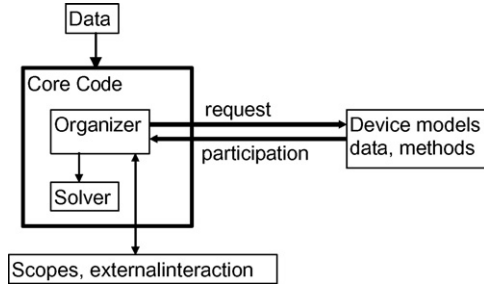 Data
Core Code
Organizer
request
participation
Device models
data, methods
Solver
Scopes, externalinteraction